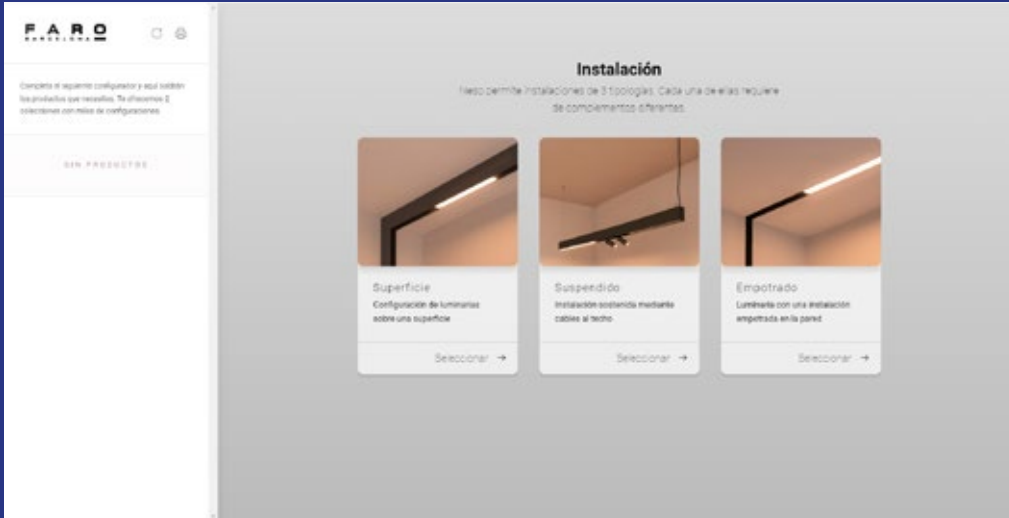 FARO
BARCELONA
Completa el siguiente configurador y aquí saldrán
los productos que necesites. Te ofrecemos 2
colecciones con miles de configuraciones.
SIN PRODUCTOS
Instalación
Neso permite instalaciones de 3 tipologías. Cada una de ellas requiere
de complementos diferentes.
Superficie
Configuración de luminarias
sobre una superficie
Seleccionar →
Suspendido
Instalación sostenida mediante
cables al techo
Seleccionar →
Empotrado
Luminaria con una instalación
empotrada en la pared
Seleccionar →